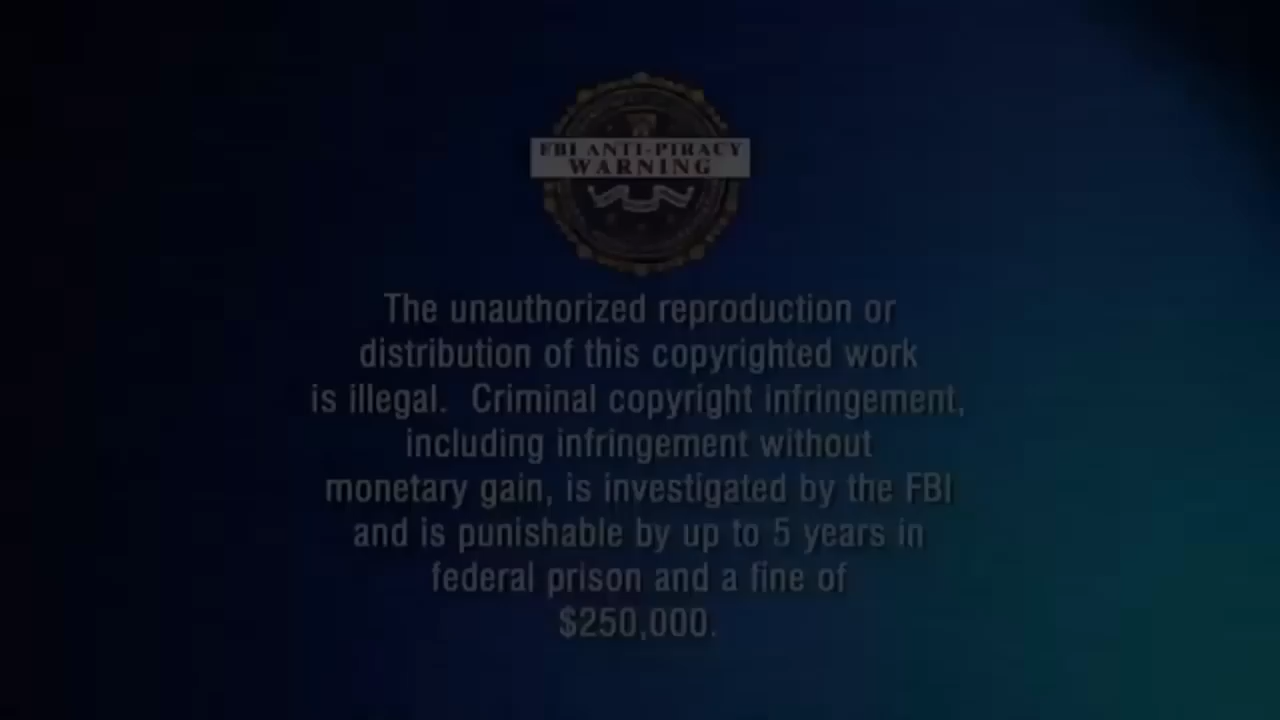 FBI ANTI-PIRACY
WARNING
The unauthorized reproduction or
distribution of this copyrighted work
is illegal.  Criminal copyright infringement,
including infringement without
monetary gain, is investigated by the FBI
and is punishable by up to 5 years in
federal prison and a fine of
$250,000.